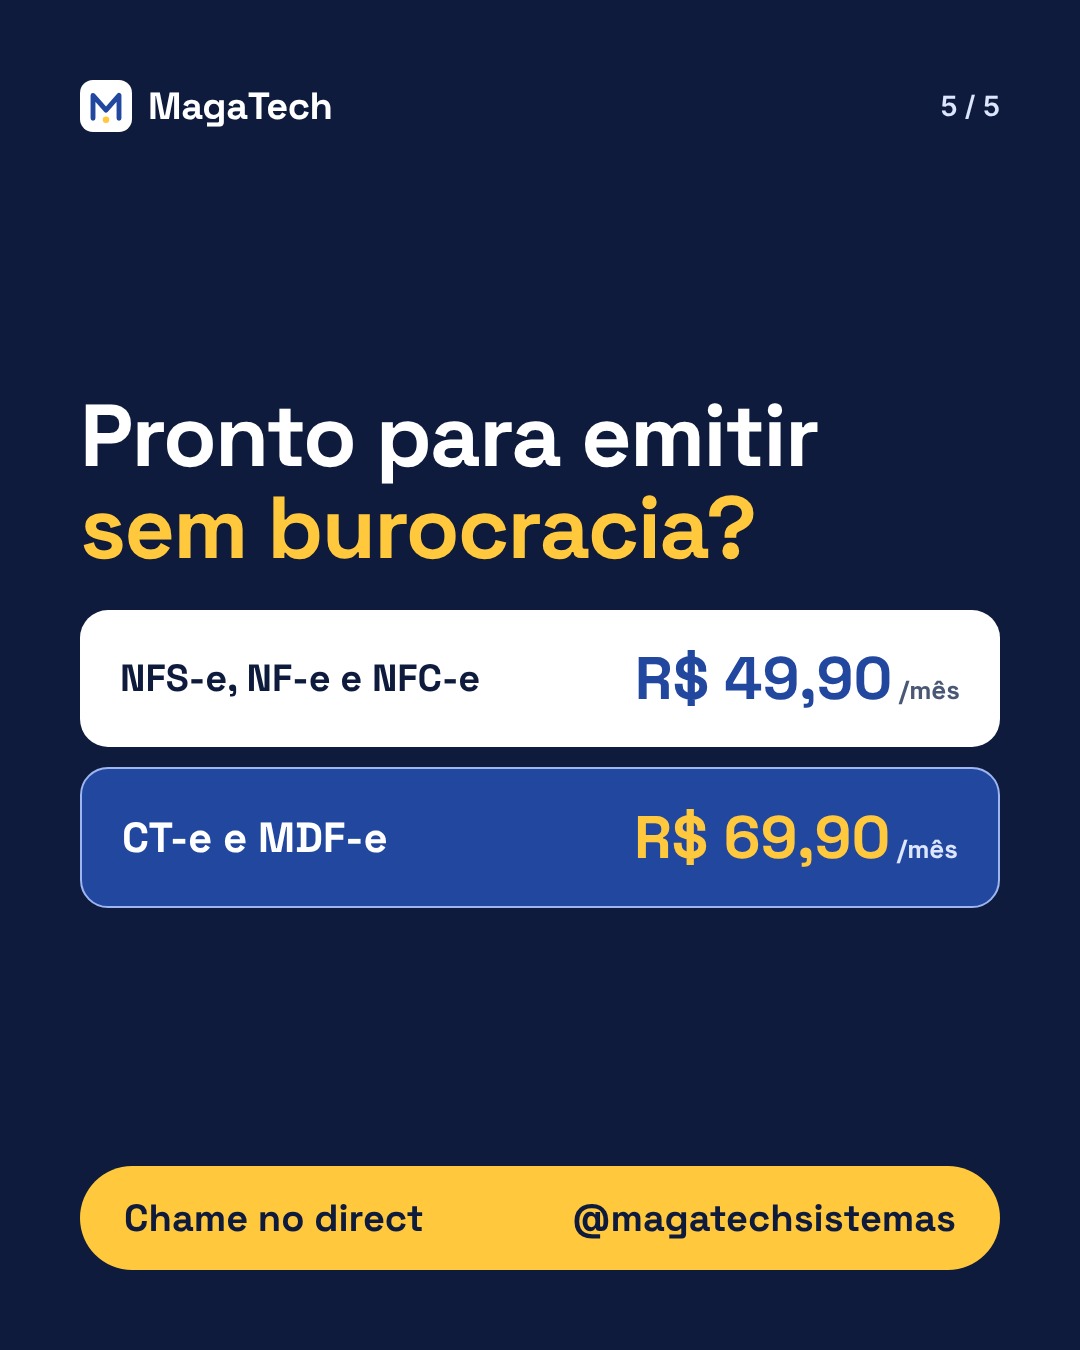 MagaTech
5 / 5
Pronto para emitir
sem burocracia?
NFS-e, NF-e e NFC-e R$ 49,90 /mês
CT-e e MDF-e R$ 69,90 /mês
Chame no direct @magatechsistemas